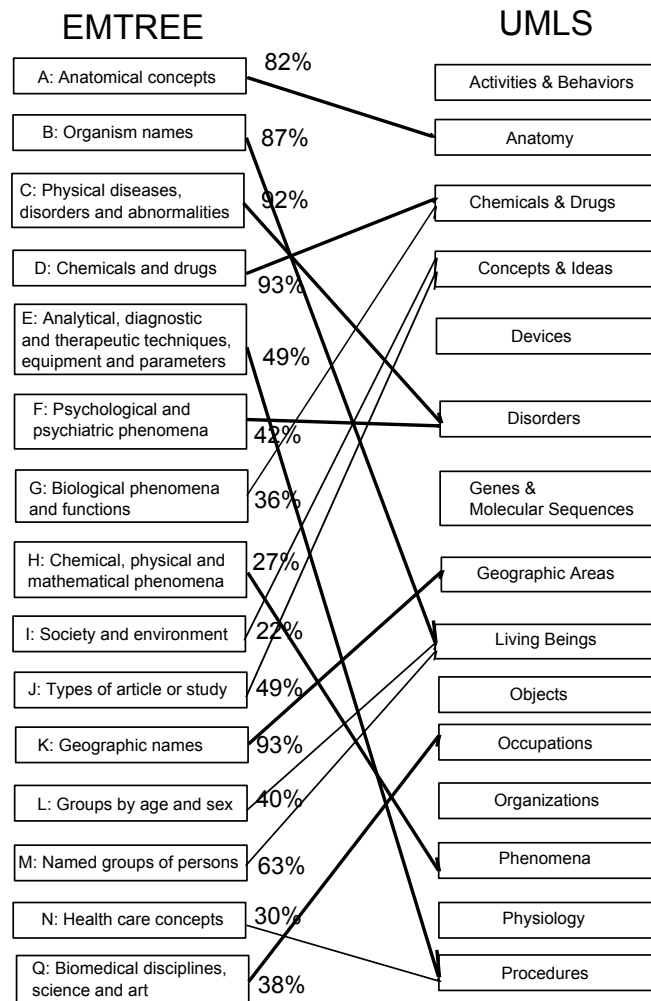 EMTREE
UMLS
A: Anatomical concepts
82%
Activities & Behaviors
B: Organism names
87%
Anatomy
C: Physical diseases,
disorders and abnormalities
92%
Chemicals & Drugs
D: Chemicals and drugs
93%
Concepts & Ideas
E: Analytical, diagnostic
and therapeutic techniques,
equipment and parameters
49%
Devices
F: Psychological and
psychiatric phenomena
42%
Disorders
G: Biological phenomena
and functions
36%
Genes &
Molecular Sequences
H: Chemical, physical and
mathematical phenomena
27%
Geographic Areas
I: Society and environment
22%
Living Beings
J: Types of article or study
49%
Objects
K: Geographic names
93%
Occupations
L: Groups by age and sex
40%
Organizations
M: Named groups of persons
63%
Phenomena
N: Health care concepts
30%
Physiology
Q: Biomedical disciplines,
science and art
38%
Procedures